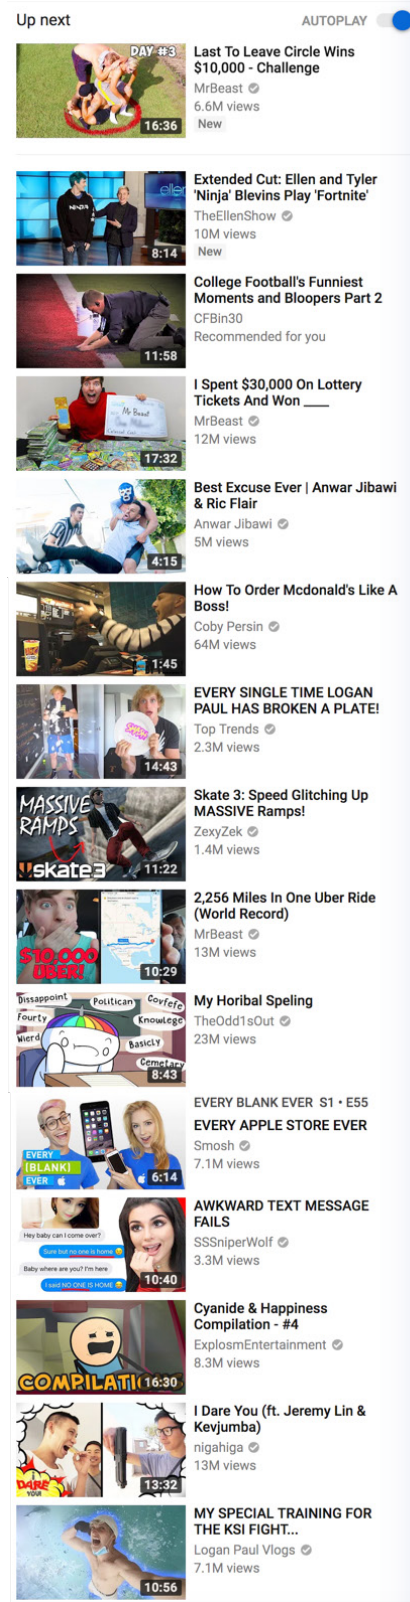 Up next
AUTOPLAY
DAY #3
16:36
Last To Leave Circle Wins
$10,000 - Challenge
MrBeast
6.6M views
New
NINJA
ellen
8:14
Extended Cut: Ellen and Tyler
'Ninja' Blevins Play 'Fortnite'
TheEllenShow
10M views
New
11:58
College Football's Funniest
Moments and Bloopers Part 2
CFBin30
Recommended for you
Mr Beast
17:32
I Spent $30,000 On Lottery
Tickets And Won ____
MrBeast
12M views
4:15
Best Excuse Ever | Anwar Jibawi
& Ric Flair
Anwar Jibawi
5M views
1:45
How To Order Mcdonald's Like A
Boss!
Coby Persin
64M views
14:43
EVERY SINGLE TIME LOGAN
PAUL HAS BROKEN A PLATE!
Top Trends
2.3M views
MASSIVE
RAMPS
skate3
11:22
Skate 3: Speed Glitching Up
MASSIVE Ramps!
ZexyZek
1.4M views
$10,000
UBER!
10:29
2,256 Miles In One Uber Ride
(World Record)
MrBeast
13M views
Dissappoint
Politican
Covfefe
Fourty
Knowlege
Wierd
Basicly
Cemetary
8:43
My Horibal Speling
TheOdd1sOut
23M views
EVERY
[BLANK]
EVER
6:14
EVERY BLANK EVER S1 • E55
EVERY APPLE STORE EVER
Smosh
7.1M views
Hey baby can I come over?
Sure but no one is home
Baby where are you? I'm here
I said NO ONE IS HOME
10:40
AWKWARD TEXT MESSAGE
FAILS
SSSniperWolf
3.3M views
COMPILATI
16:30
Cyanide & Happiness
Compilation - #4
ExplosmEntertainment
8.3M views
I
DARE
YOU!
13:32
I Dare You (ft. Jeremy Lin &
Kevjumba)
nigahiga
13M views
10:56
MY SPECIAL TRAINING FOR
THE KSI FIGHT...
Logan Paul Vlogs
7.1M views